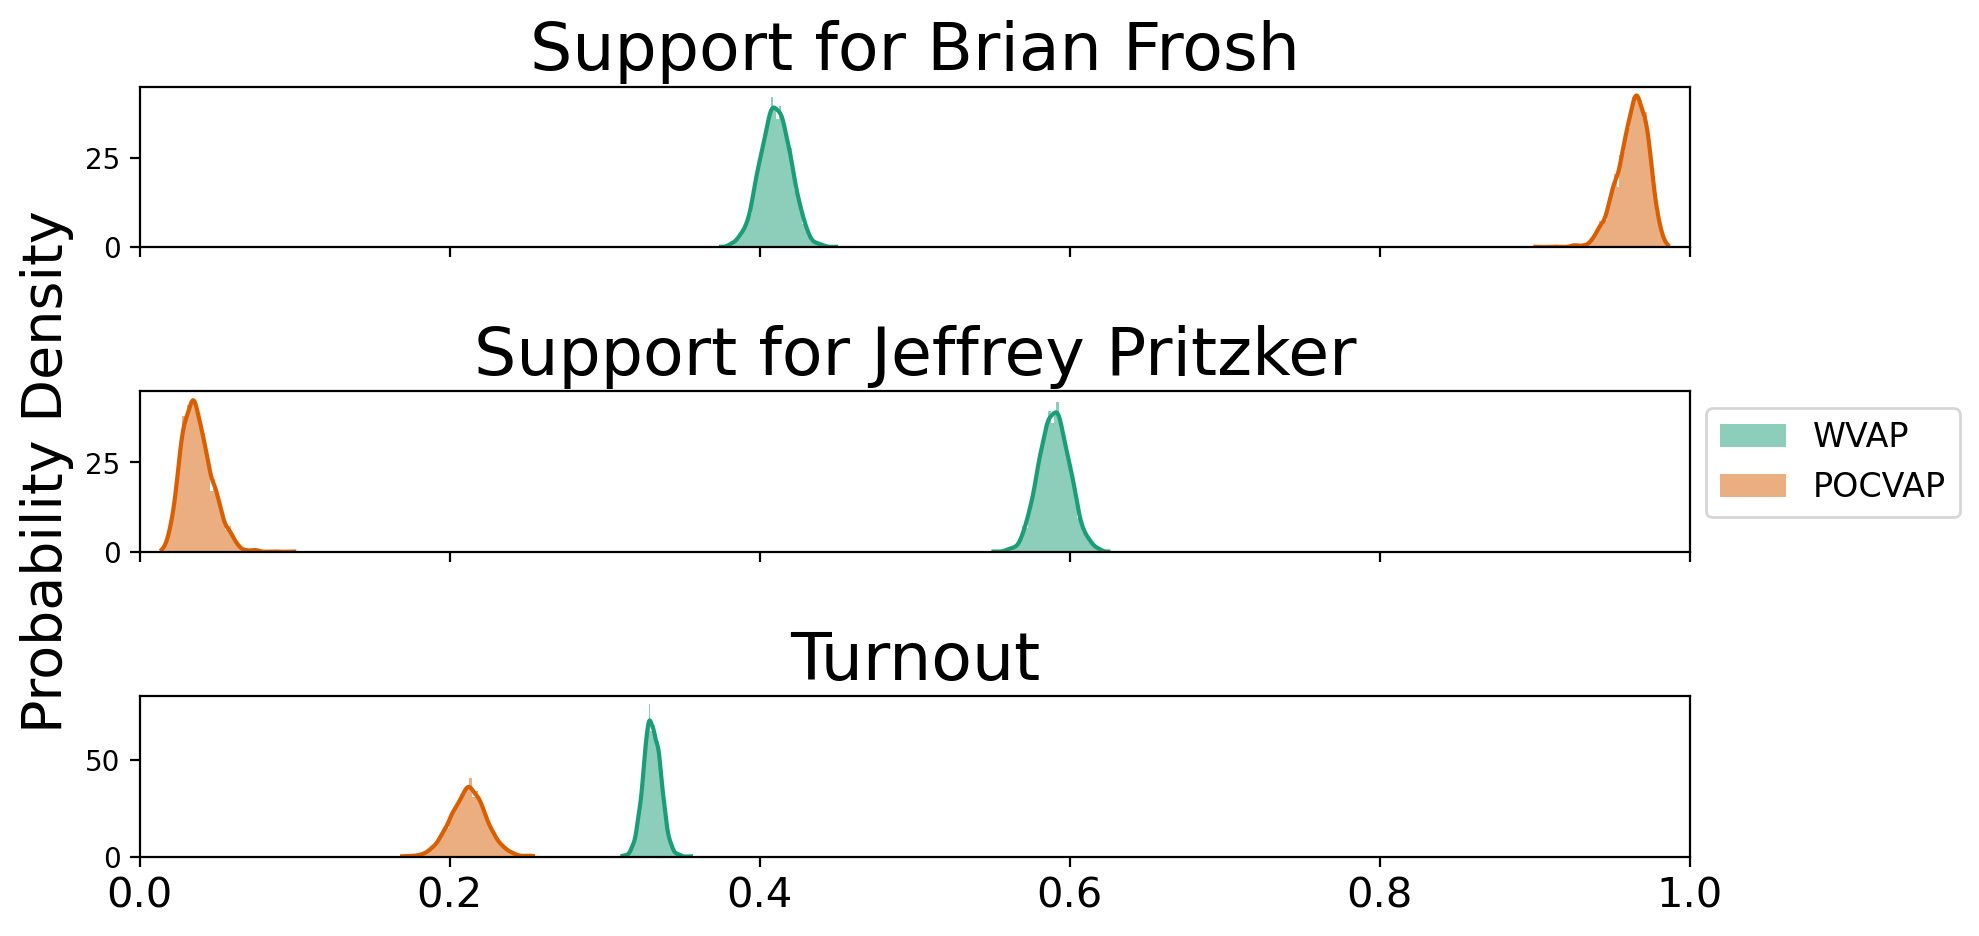 Support for Brian Frosh
25
0
Support for Jeffrey Pritzker
Probability Density
25
0
WVAP
POCVAP
Turnout
50
0
0.0 0.2 0.4 0.6 0.8 1.0